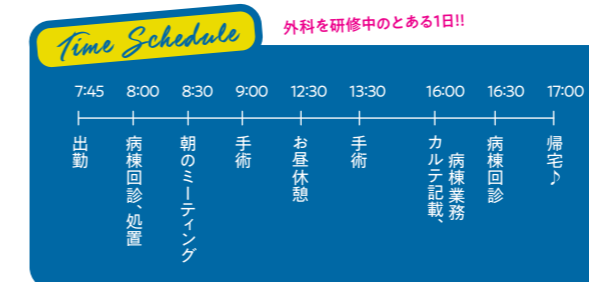 Time Schedule
外科を研修中のとある1日!!
7:45 8:00 8:30 9:00 12:30 13:30 16:00 16:30 17:00
出勤
病棟回診、処置
朝のミーティング
手術
お昼休憩
手術
カルテ記載、
病棟業務
病棟回診
帰宅♪